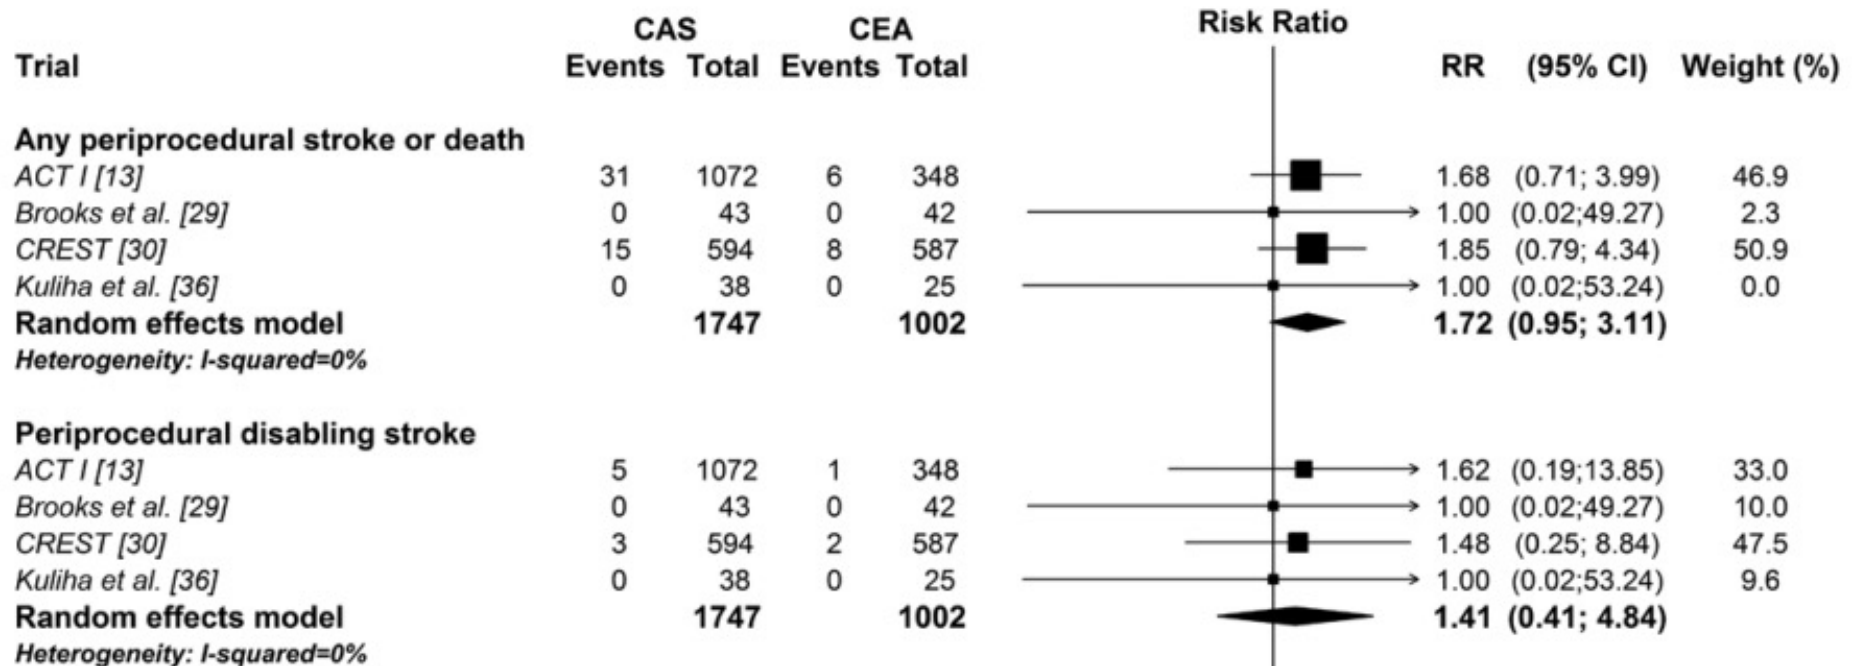 CAS CEA Risk Ratio
Trial Events Total Events Total RR (95% CI) Weight (%)
Any periprocedural stroke or death
ACT I [13] 31 1072 6 348 1.68 (0.71; 3.99) 46.9
Brooks et al. [29] 0 43 0 42 1.00 (0.02;49.27) 2.3
CREST [30] 15 594 8 587 1.85 (0.79; 4.34) 50.9
Kuliha et al. [36] 0 38 0 25 1.00 (0.02;53.24) 0.0
Random effects model 1747 1002 1.72 (0.95; 3.11)
Heterogeneity: I-squared=0%
Periprocedural disabling stroke
ACT I [13] 5 1072 1 348 1.62 (0.19;13.85) 33.0
Brooks et al. [29] 0 43 0 42 1.00 (0.02;49.27) 10.0
CREST [30] 3 594 2 587 1.48 (0.25; 8.84) 47.5
Kuliha et al. [36] 0 38 0 25 1.00 (0.02;53.24) 9.6
Random effects model 1747 1002 1.41 (0.41; 4.84)
Heterogeneity: I-squared=0%